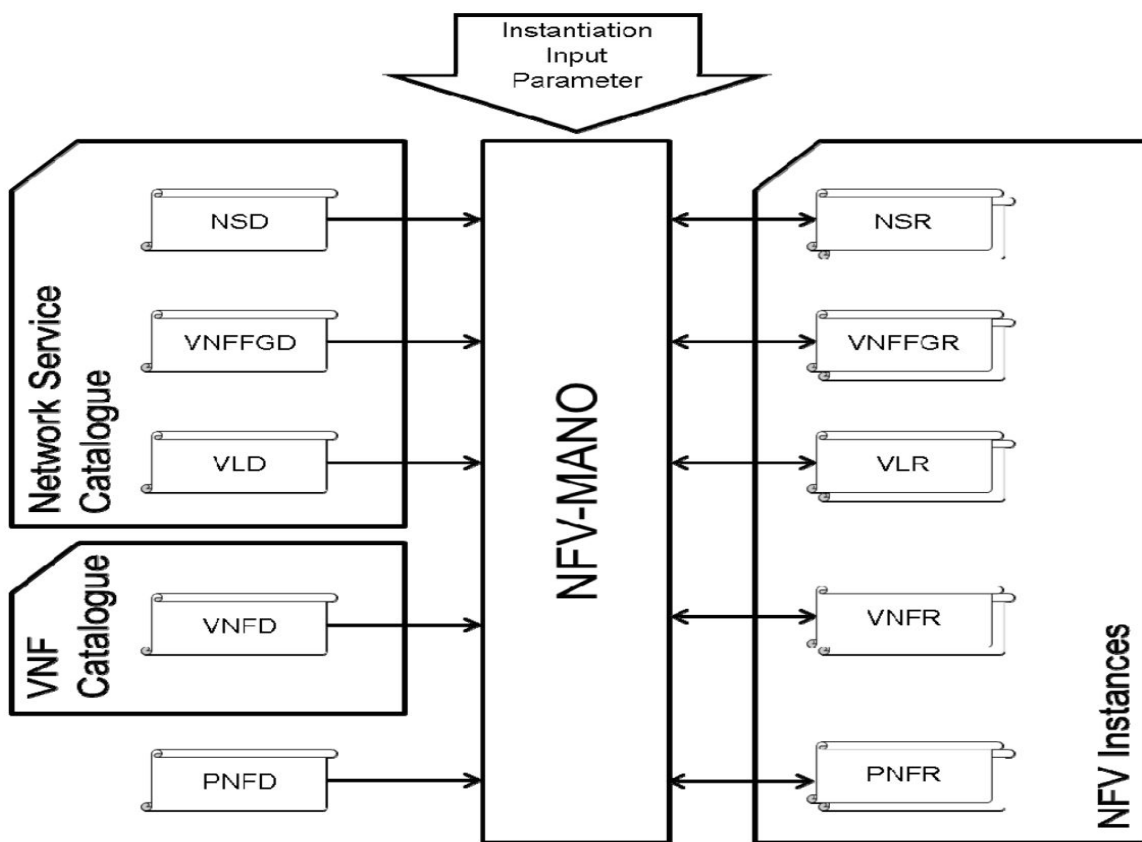 Instantiation
Input
Parameter
Network Service
Catalogue
NSD
VNFFGD
VLD
VNF
Catalogue
VNFD
PNFD
NFV-MANO
NSR
VNFFGR
VLR
VNFR
PNFR
NFV Instances